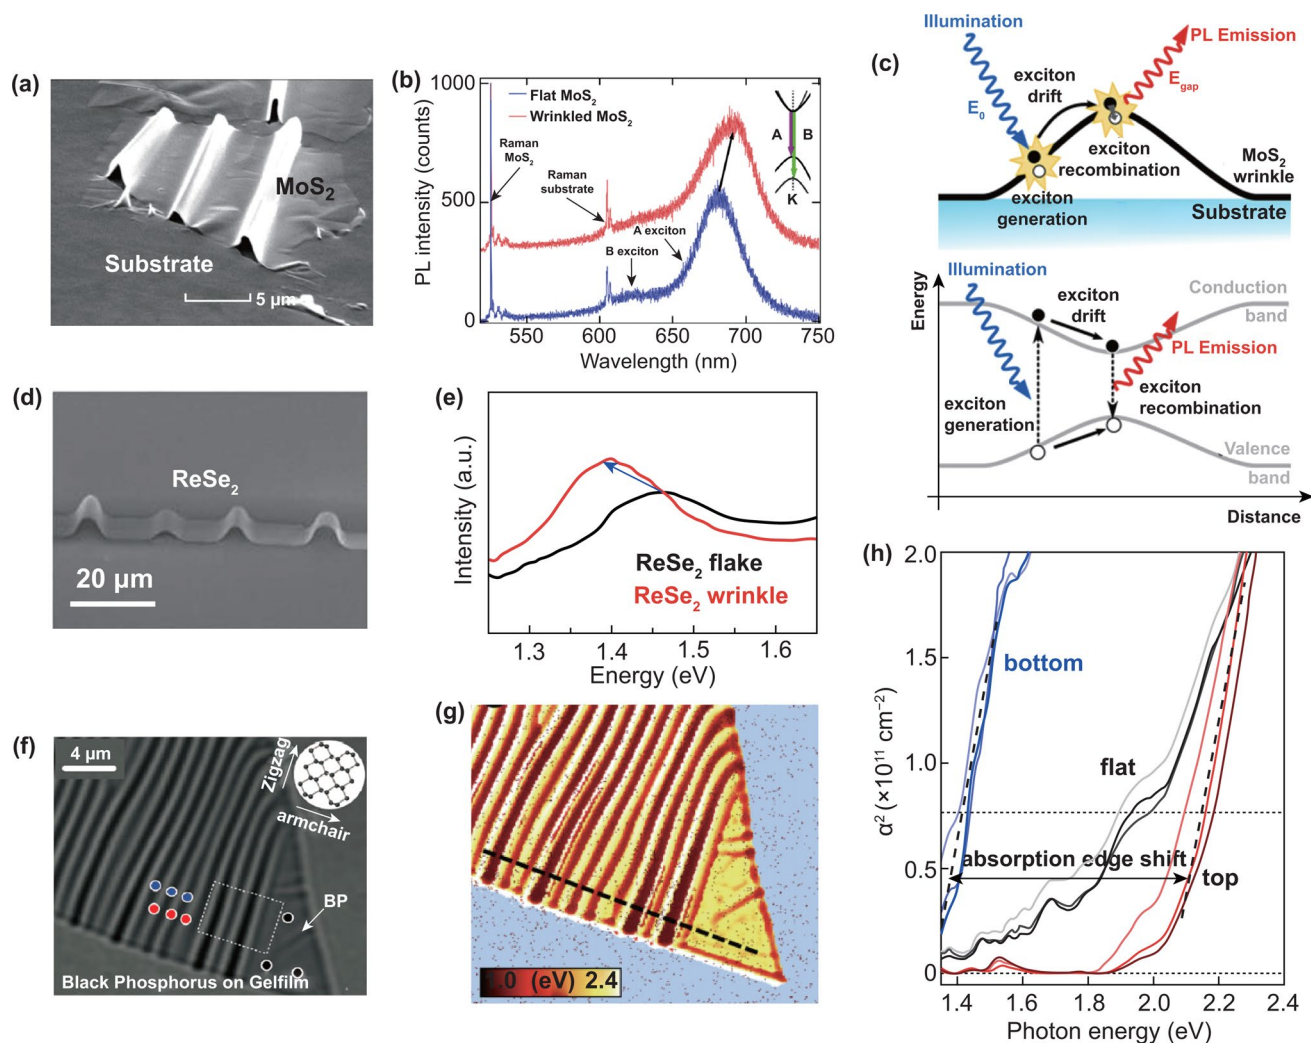 (a)
MoS2
Substrate
5 μm
(b)
1000
500
0
PL intensity (counts)
Flat MoS2
Wrinkled MoS2
Raman
MoS2
Raman
substrate
B exciton
A exciton
A
B
K
550
600
650
700
750
Wavelength (nm)
(c)
Illumination
PL Emission
E0
Egap
exciton
drift
exciton
recombination
exciton
generation
MoS2
wrinkle
Substrate
Illumination
Energy
exciton
drift
Conduction
band
PL Emission
exciton
generation
exciton
recombination
Valence
band
Distance
(d)
ReSe2
20 μm
(e)
Intensity (a.u.)
ReSe2 flake
ReSe2 wrinkle
1.3
1.4
1.5
1.6
Energy (eV)
(f)
4 μm
Zigzag
armchair
BP
Black Phosphorus on Gelfilm
(g)
.0 (eV) 2.4
(h)
2.0
1.5
1.0
0.5
0
α² (×10¹¹ cm⁻²)
bottom
flat
absorption edge shift
top
1.4
1.6
1.8
2.0
2.2
2.4
Photon energy (eV)